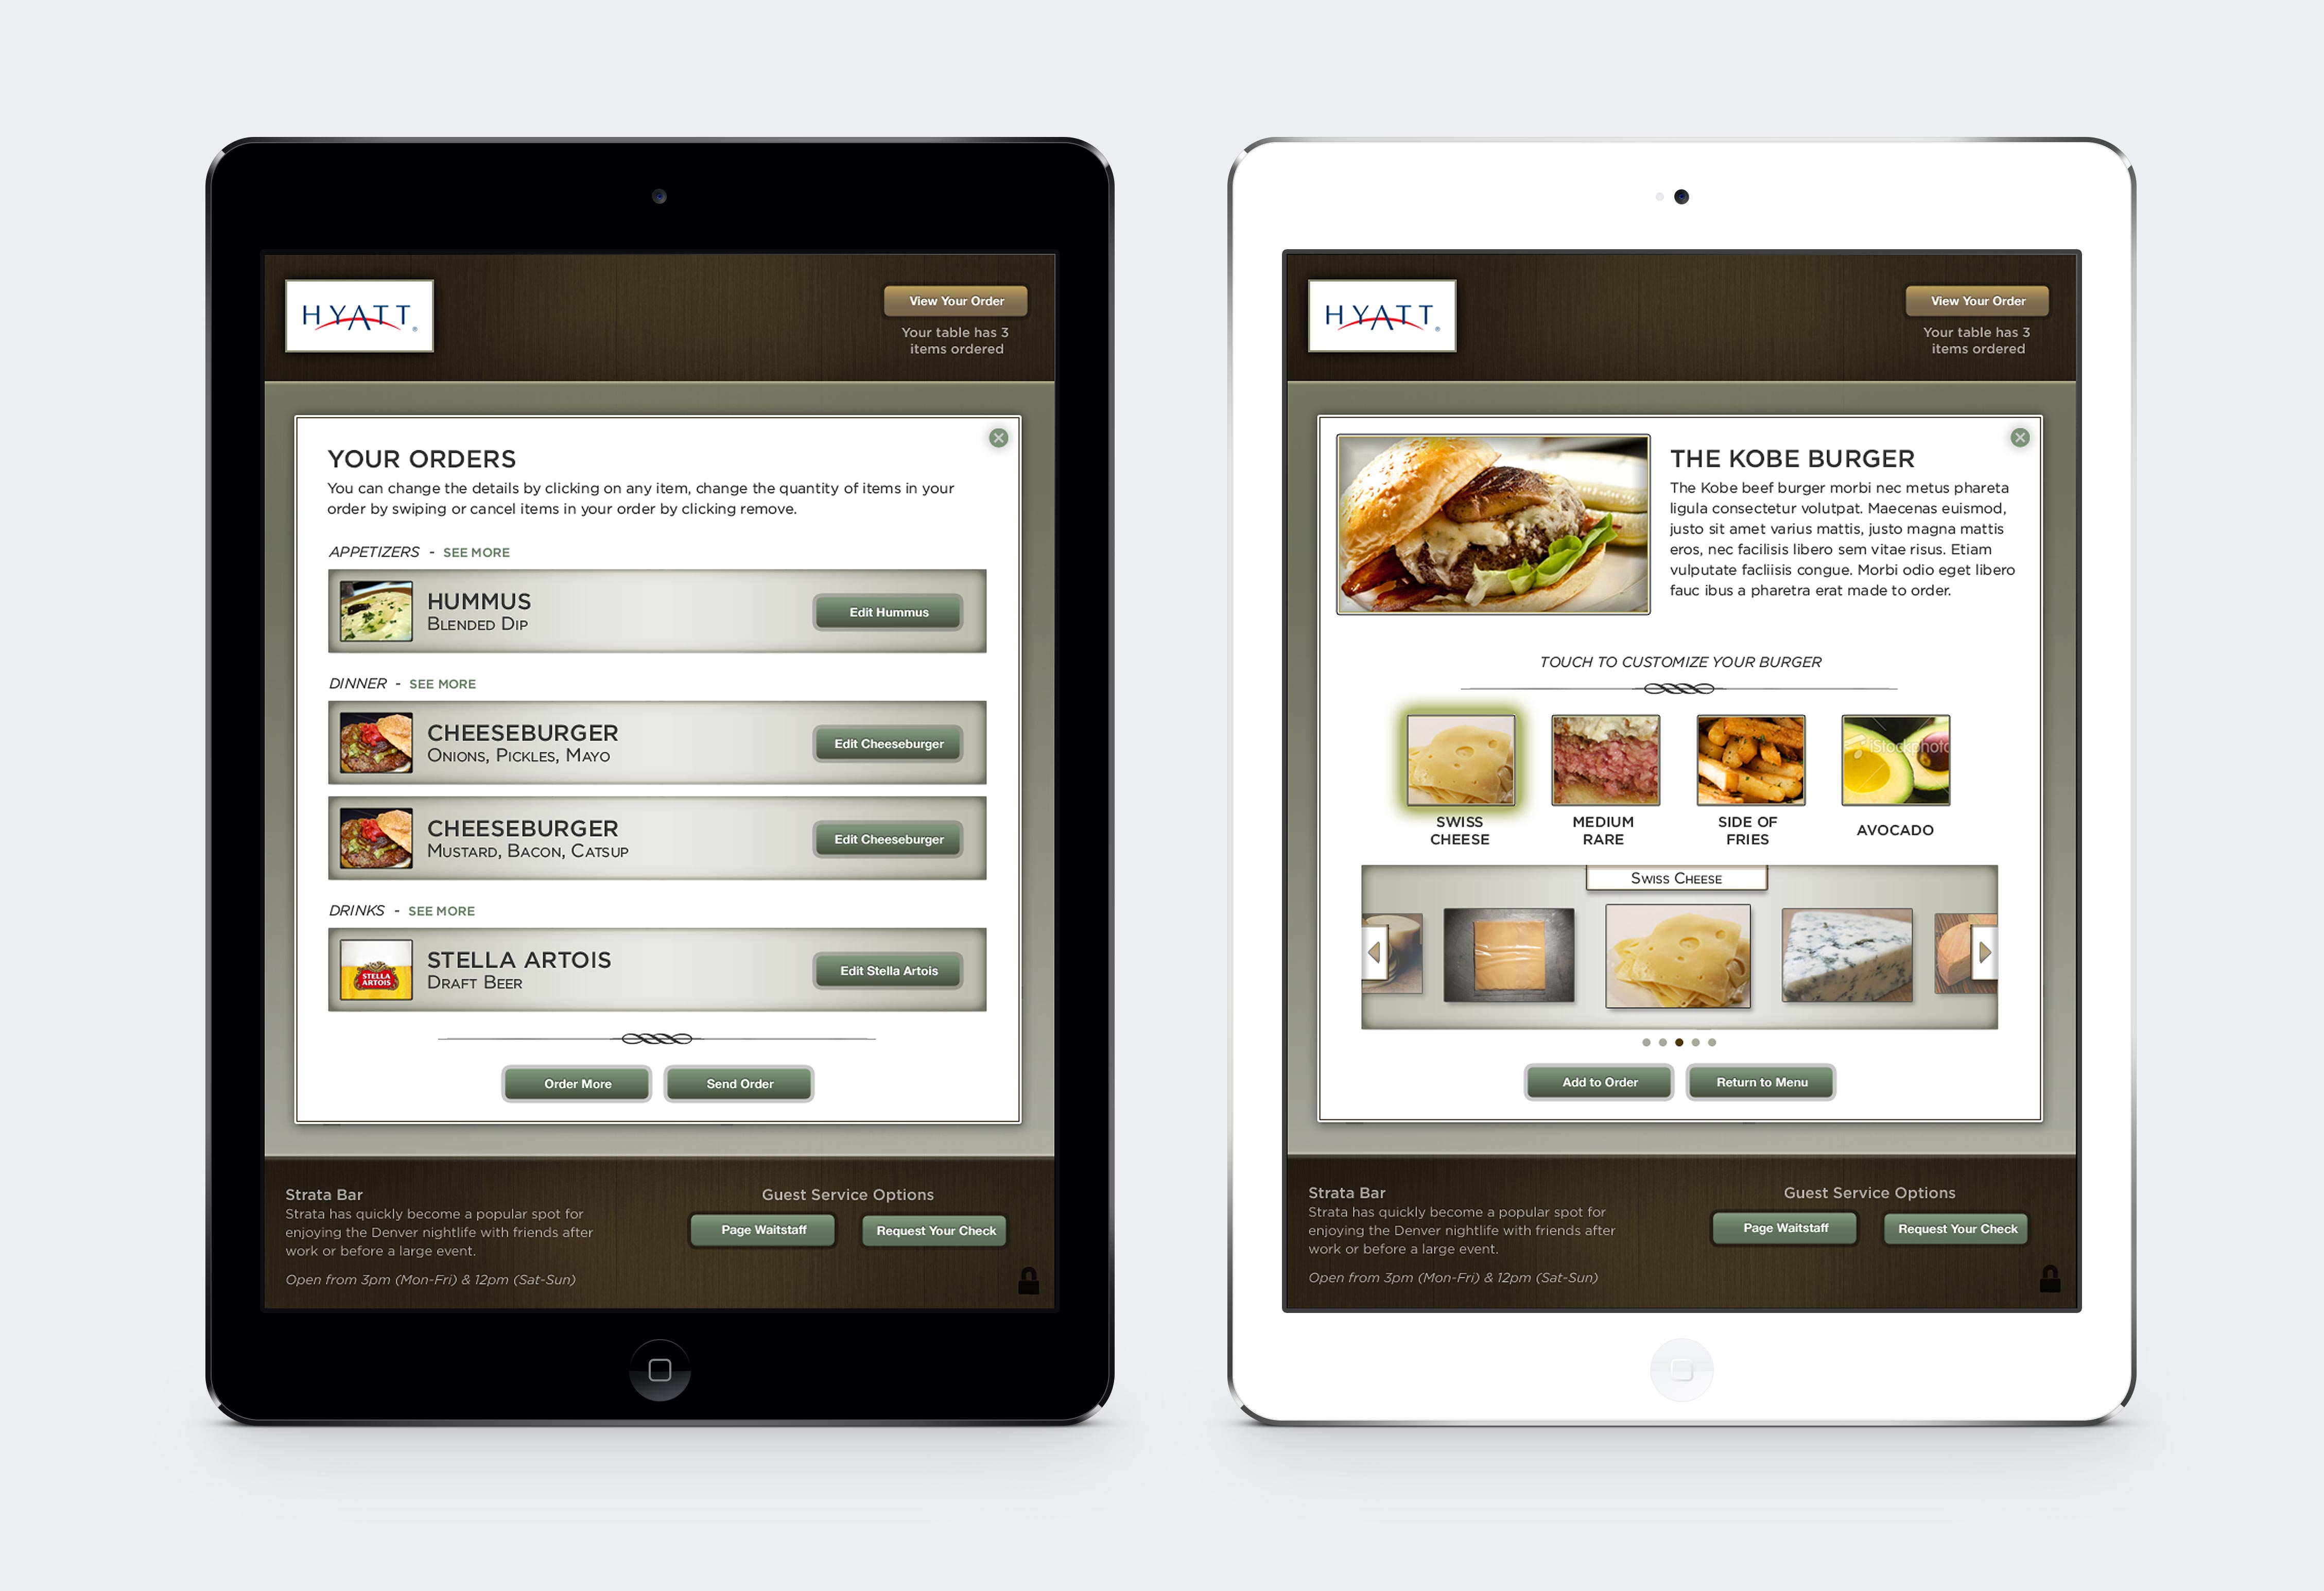 HYATT
View Your Order
Your table has 3
items ordered
YOUR ORDERS
You can change the details by clicking on any item, change the quantity of items in your
order by swiping or cancel items in your order by clicking remove.
APPETIZERS - SEE MORE
HUMMUS
Blended Dip
Edit Hummus
DINNER - SEE MORE
CHEESEBURGER
Onions, Pickles, Mayo
Edit Cheeseburger
CHEESEBURGER
Mustard, Bacon, Catsup
Edit Cheeseburger
DRINKS - SEE MORE
STELLA
ARTOIS
STELLA ARTOIS
Draft Beer
Edit Stella Artois
Order More
Send Order
Strata Bar
Strata has quickly become a popular spot for
enjoying the Denver nightlife with friends after
work or before a large event.
Open from 3pm (Mon-Fri) & 12pm (Sat-Sun)
Guest Service Options
Page Waitstaff
Request Your Check
HYATT
View Your Order
Your table has 3
items ordered
THE KOBE BURGER
The Kobe beef burger morbi nec metus phareta
ligula consectetur volutpat. Maecenas euismod,
justo sit amet varius mattis, justo magna mattis
eros, nec facilisis libero sem vitae risus. Etiam
vulputate facliisis congue. Morbi odio eget libero
fauc ibus a pharetra erat made to order.
TOUCH TO CUSTOMIZE YOUR BURGER
iStockphoto
SWISS
CHEESE
MEDIUM
RARE
SIDE OF
FRIES
AVOCADO
Swiss Cheese
Add to Order
Return to Menu
Strata Bar
Strata has quickly become a popular spot for
enjoying the Denver nightlife with friends after
work or before a large event.
Open from 3pm (Mon-Fri) & 12pm (Sat-Sun)
Guest Service Options
Page Waitstaff
Request Your Check